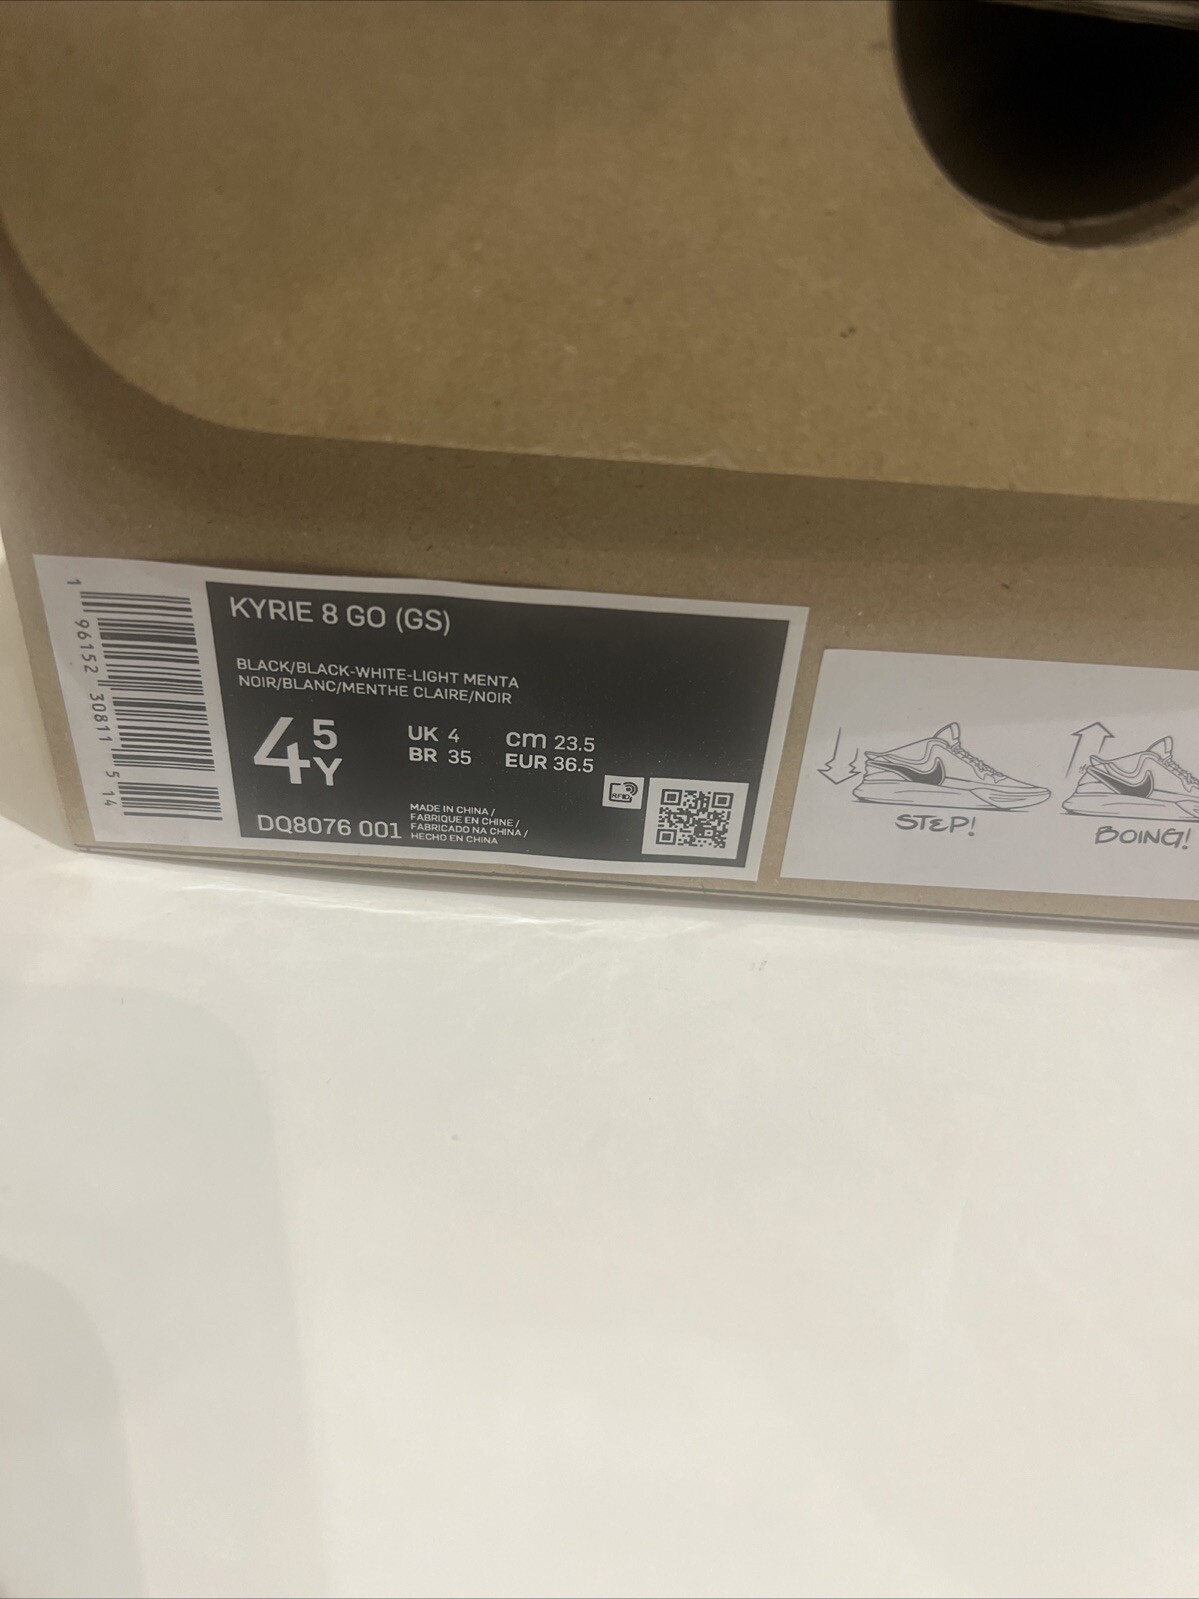 KYRIE 8 GO (GS)
BLACK/BLACK-WHITE-LIGHT MENTA
NOIR/BLANC/MENTHE CLAIRE/NOIR
4 5 Y
UK 4
BR 35
cm 23.5
EUR 36.5
DQ8076 001
MADE IN CHINA /
FABRIQUE EN CHINE /
FABRICADO NA CHINA /
HECHO EN CHINA
RFID
1 96152 30811 5 14
STEP!
BOING!